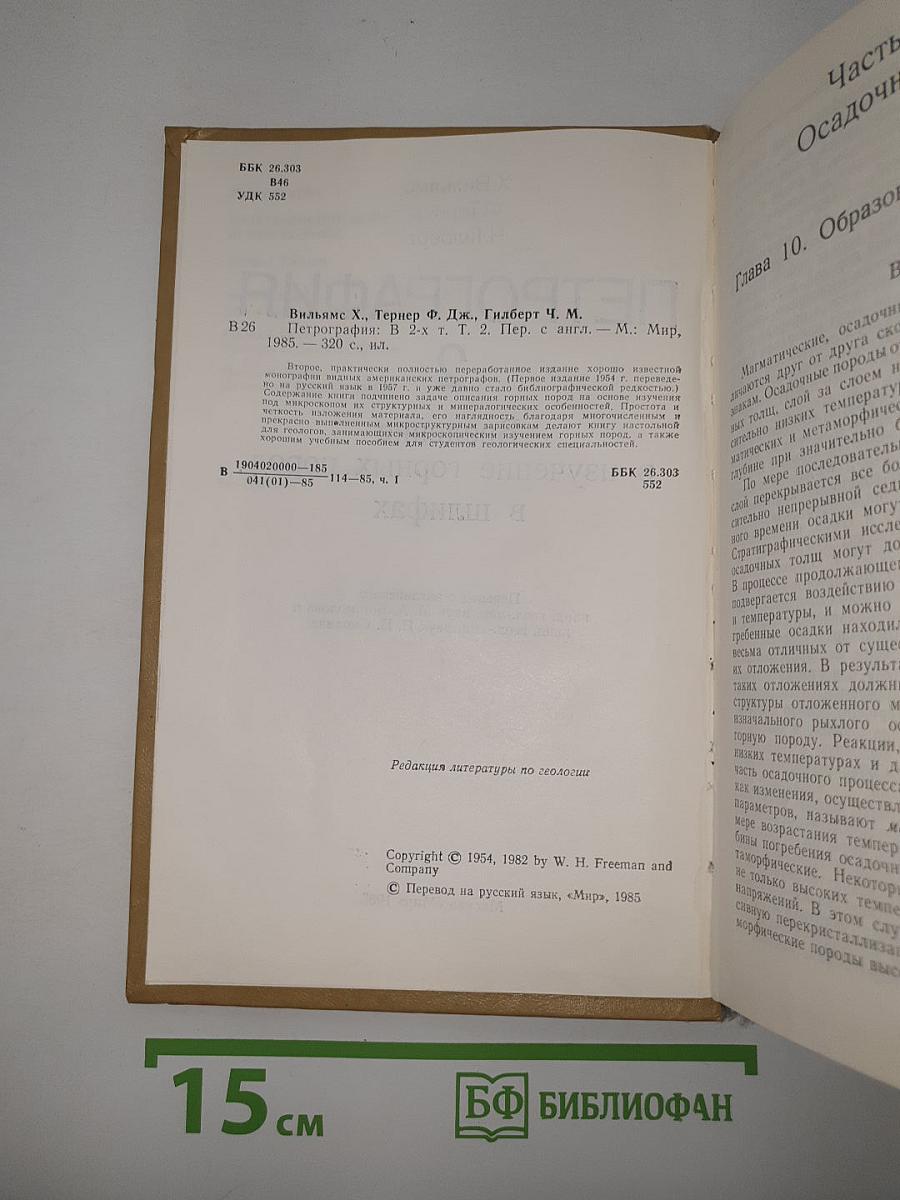 ББК 26.303
В46
УДК 552
Вильямс Х., Тернер Ф. Дж., Гилберт Ч. М.
В 26 Петрография: В 2-х т. Т. 2. Пер. с англ. — М.: Мир,
1985. — 320 с., ил.
Второе, практически полностью переработанное издание хорошо известной
монографии видных американских петрографов. (Первое издание 1954 г. переведе-
но на русский язык в 1957 г. и уже давно стало библиографической редкостью.)
Содержание книги подчинено задаче описания горных пород на основе изучения
под микроскопом их структурных и минералогических особенностей. Простота и
четкость изложения материала, его наглядность благодаря многочисленным и
прекрасно выполненным микроструктурным зарисовкам делают книгу настольной
для геологов, занимающихся микроскопическим изучением горных пород, а также
хорошим учебным пособием для студентов геологических специальностей.
В 1904020000—185
041(01)—85 114—85, ч. I
ББК 26.303
552
Редакция литературы по геологии
Copyright © 1954, 1982 by W. H. Freeman and
Company
© Перевод на русский язык, «Мир», 1985
Часть
Осадочн
Глава 10. Образов
В
Магматические, осадочны
личаются друг от друга ско
знакам. Осадочные породы о
ных толщ, слой за слоем н
сительно низких температур
матических и метаморфичес
глубине при значительно б
По мере последователь
слой перекрывается все бо
сительно непрерывной седи
ного времени осадки могу
Стратиграфическими иссле
осадочных толщ могут до
В процессе продолжающей
подвергается воздействию
и температуры, и можно
гребенные осадки находил
весьма отличных от сущес
их отложения. В результа
таких отложениях должн
структуры отложенного м
изначального рыхлого ос
горную породу. Реакции,
низких температурах и д
часть осадочного процесс
как изменения, осуществл
параметров, называют м
мере возрастания темпер
бины погребения осадочн
таморфические. Некотор
не только высоких темпе
напряжений. В этом слу
сивную перекристаллиза
морфические породы выс
15 см
БФ БИБЛИОФАН